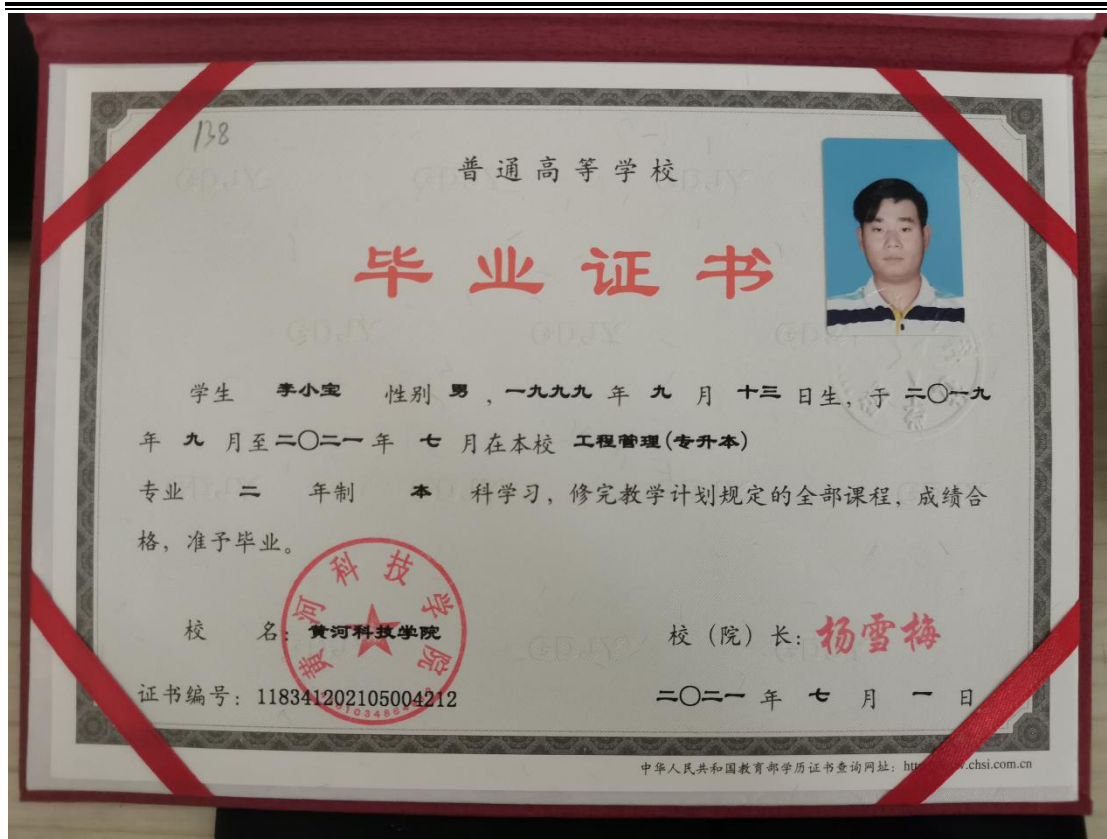 138
普通高等学校
毕业证书
学生 李小宝 性别 男 ，一九九九 年 九 月 十三 日生，于 二〇一九
年 九 月至二〇二一 年 七 月在本校 工程管理(专升本)
专业 二 年制 本 科学习，修完教学计划规定的全部课程，成绩合
格，准予毕业。
黄河科技学院
校 名：黄河科技学院 校（院）长：杨雪梅
证书编号：118341202105004212 二〇二一 年 七 月 一 日
中华人民共和国教育部学历证书查询网址：
.chsi.com.cn